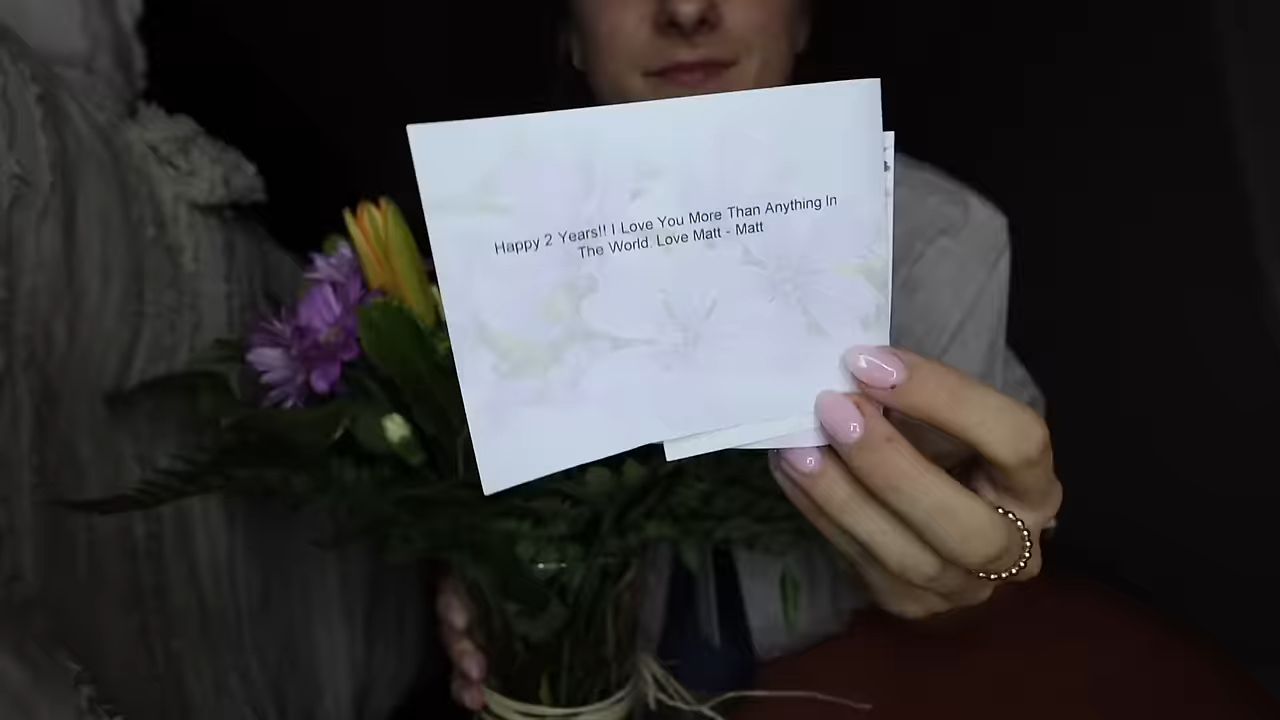 Happy 2 Years!! I Love You More Than Anything In
The World. Love Matt - Matt